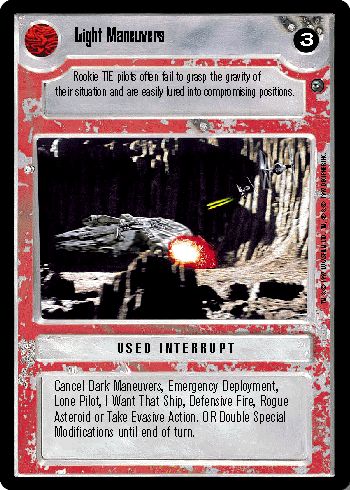 Light Maneuvers
3
Rookie TIE pilots often fail to grasp the gravity of
their situation and are easily lured into compromising positions.
USED INTERRUPT
Cancel Dark Maneuvers, Emergency Deployment,
Lone Pilot, I Want That Ship, Defensive Fire, Rogue
Asteroid or Take Evasive Action. OR Double Special
Modifications until end of turn.